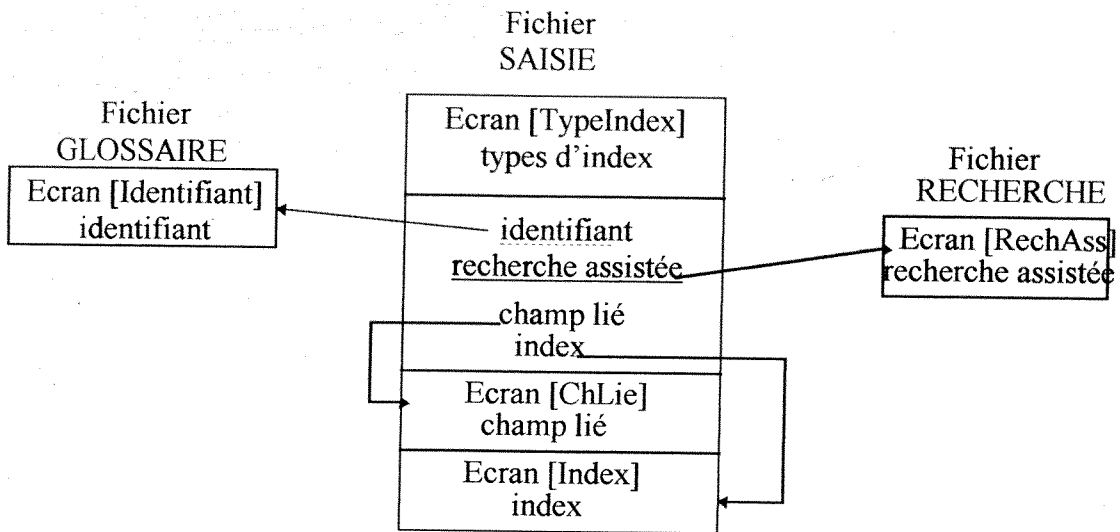 Fichier
SAISIE
Fichier
GLOSSAIRE
Ecran [Identifiant]
identifiant
Ecran [TypeIndex]
types d'index
identifiant
recherche assistée
champ lié
index
Ecran [ChLie]
champ lié
Ecran [Index]
index
Fichier
RECHERCHE
Ecran [RechAss]
recherche assistée